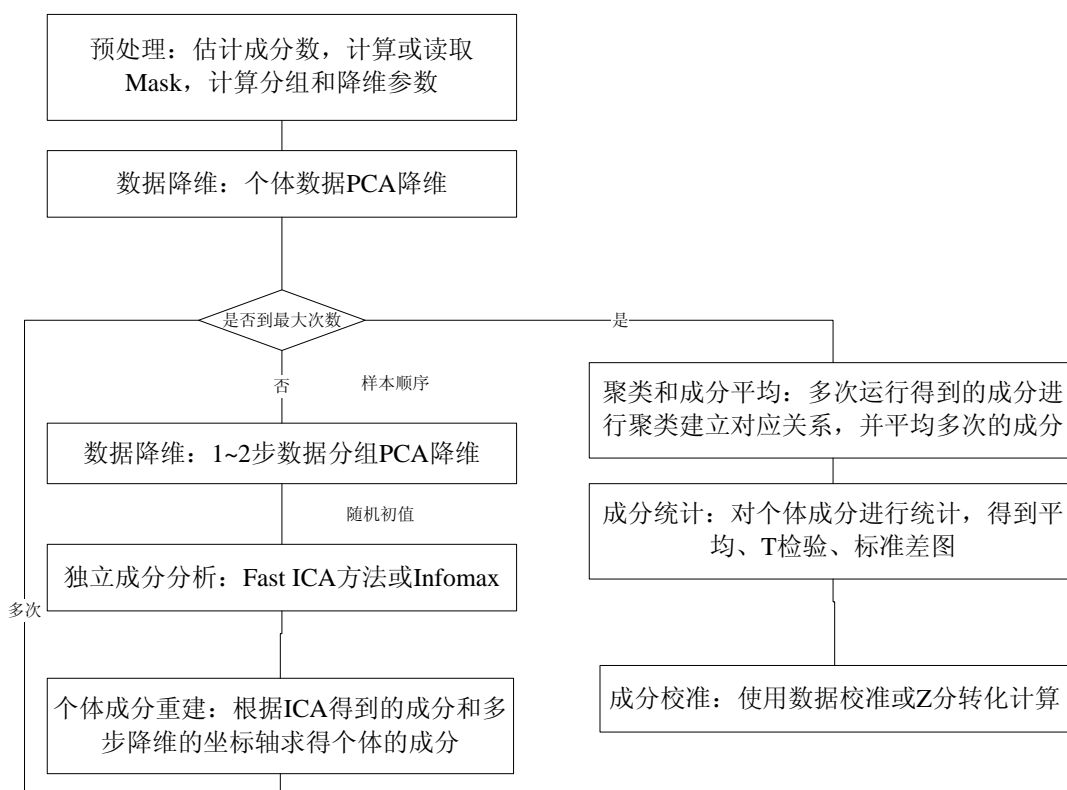 预处理：估计成分数，计算或读取
Mask，计算分组和降维参数
数据降维：个体数据PCA降维
是否到最大次数
是
否
样本顺序
数据降维：1~2步数据分组PCA降维
随机初值
独立成分分析：Fast ICA方法或Infomax
多次
个体成分重建：根据ICA得到的成分和多
步降维的坐标轴求得个体的成分
聚类和成分平均：多次运行得到的成分进
行聚类建立对应关系，并平均多次的成分
成分统计：对个体成分进行统计，得到平
均、T检验、标准差图
成分校准：使用数据校准或Z分转化计算